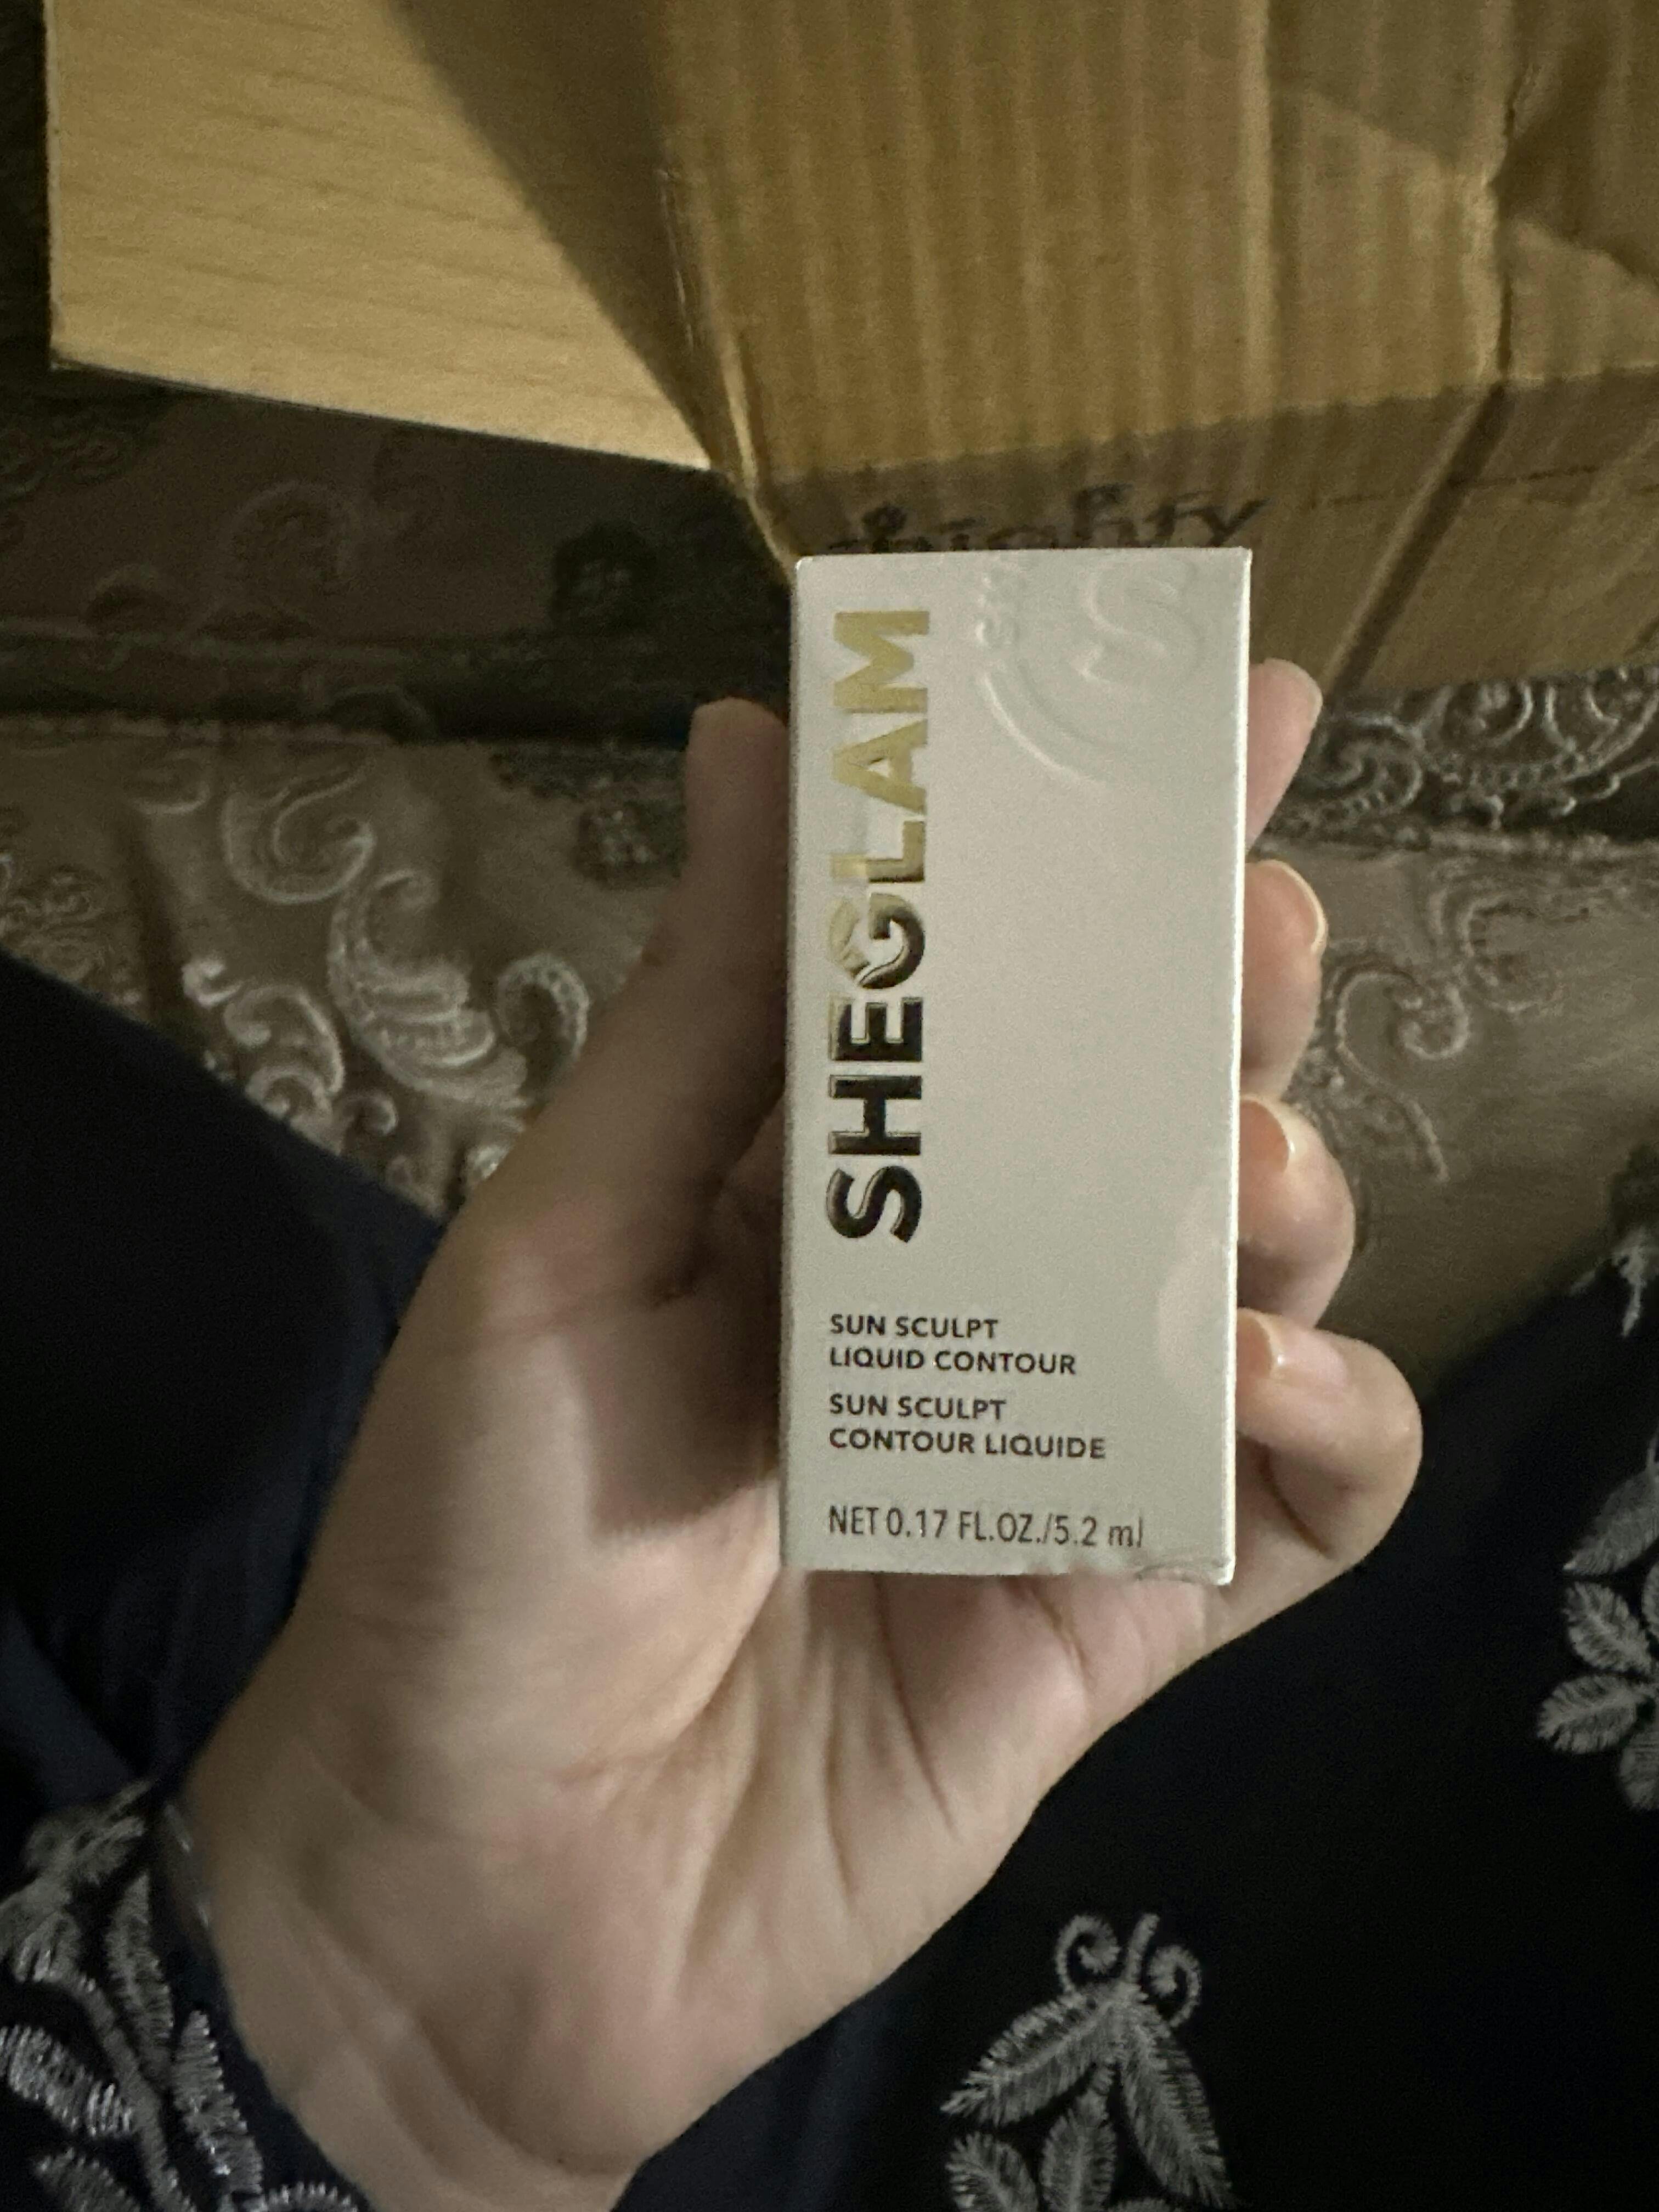 SHEGLAM
SUN SCULPT
LIQUID CONTOUR
SUN SCULPT
CONTOUR LIQUIDE
NET 0.17 FL.OZ./5.2 ml
S